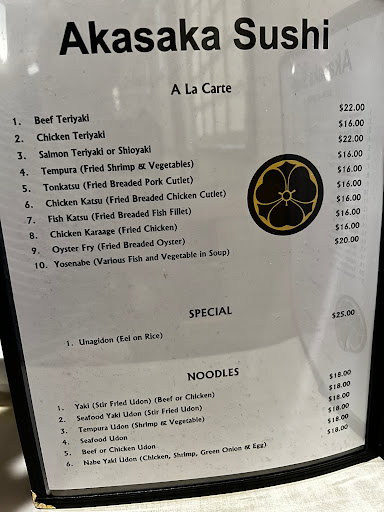 Akasaka Sushi
A La Carte
1. Beef Teriyaki $22.00
2. Chicken Teriyaki $16.00
3. Salmon Teriyaki or Shioyaki $22.00
4. Tempura (Fried Shrimp & Vegetables) $16.00
5. Tonkatsu (Fried Breaded Pork Cutlet) $16.00
6. Chicken Katsu (Fried Breaded Chicken Cutlet) $16.00
7. Fish Katsu (Fried Breaded Fish Fillet) $16.00
8. Chicken Karaage (Fried Chicken) $16.00
9. Oyster Fry (Fried Breaded Oyster) $16.00
10. Yosenabe (Various Fish and Vegetable in Soup) $20.00
SPECIAL
1. Unagidon (Eel on Rice) $25.00
NOODLES
1. Yaki (Stir Fried Udon) (Beef or Chicken) $18.00
2. Seafood Yaki Udon (Stir Fried Udon) $18.00
3. Tempura Udon (Shrimp & Vegetable) $18.00
4. Seafood Udon $18.00
5. Beef or Chicken Udon $18.00
6. Nabe Yaki Udon (Chicken, Shrimp, Green Onion & Egg) $18.00